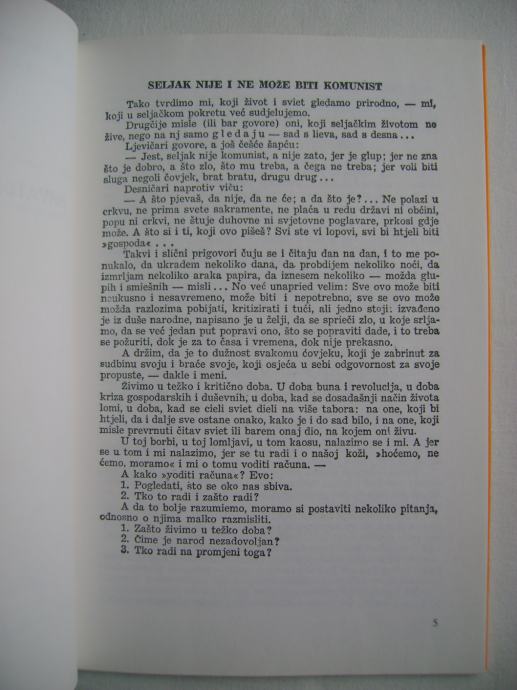 SELJAK NIJE I NE MOŽE BITI KOMUNIST
Tako tvrdimo mi, koji život i sviet gledamo prirodno, — mi,
koji u seljačkom pokretu već sudjelujemo.
Drugčije misle (ili bar govore) oni, koji seljačkim životom ne
žive, nego na nj samo gledaju — sad s lieva, sad s desna...
Ljevičari govore, a još češće šapću:
— Jest, seljak nije komunist, a nije zato, jer je glup; jer ne zna
što je dobro, a što zlo, što mu treba, a čega ne treba; jer voli biti
sluga negoli čovjek, brat bratu, drugu drug...
Desničari naprotiv viču:
— A što pjevaš, da nije, da ne će; a da što je?... Ne polazi u
crkvu, ne prima svete sakramente, ne plaća u redu državi ni občini,
popu ni crkvi, ne štuje duhovne ni svjetovne poglavare, prkosi gdje
može. A što si i ti, koji ovo pišeš? Svi ste vi lopovi, svi bi htjeli biti
»gospoda« ...
Takvi i slični prigovori čuju se i čitaju dan na dan, i to me po-
nukalo, da ukradem nekoliko dana, da probdijem nekoliko noći, da
izmrljam nekoliko araka papira, da iznesem nekoliko — možda glu-
pih i smiešnih — misli... No već unapried velim: Sve ovo može biti
neukusno i nesavremeno, može biti i nepotrebno, sve se ovo može
možda razlozima pobijati, kritizirati i tući, ali jedno stoji: izvađeno
je iz duše narodne, napisano je u želji, da se spriečì zlo, u koje srlja-
mo, da se već jedan put popravi ono, što se popraviti dade, i to treba
se požuriti, dok je za to časa i vremena, dok nije prekasno.
A držim, da je to dužnost svakomu čovjeku, koji je zabrinut za
sudbinu svoju i braće svoje, koji osjeća u sebi odgovornost za svoje
propuste, — dakle i meni.
Živimo u težko i kritično doba. U doba buna i revolucija, u doba
kriza gospodarskih i duševnih, u doba, kad se dosadašnji način života
lomi, u doba, kad se cieli sviet dieli na više tabora: na one, koji bi
htjeli, da i dalje sve ostane onako, kako je i do sad bilo, i na one, koji
misle prevrnuti čitav sviet ili barem onaj dio, na kojem oni živu.
U toj borbi, u toj lomljavi, u tom kaosu, nalazimo se i mi. A jer
se u tom i mi nalazimo, jer se tu radi i o našoj koži, »hoćemo, ne
ćemo, moramo« i mi o tomu voditi računa. —
A kako »voditi računa«? Evo:
1. Pogledati, što se oko nas sbiva.
2. Tko to radi i zašto radi?
A da to bolje razumiemo, moramo si postaviti nekoliko pitanja,
odnosno o njima malko razmisliti.
1. Zašto živimo u težko doba?
2. Čime je narod nezadovoljan?
3. Tko radi na promjeni toga?
5